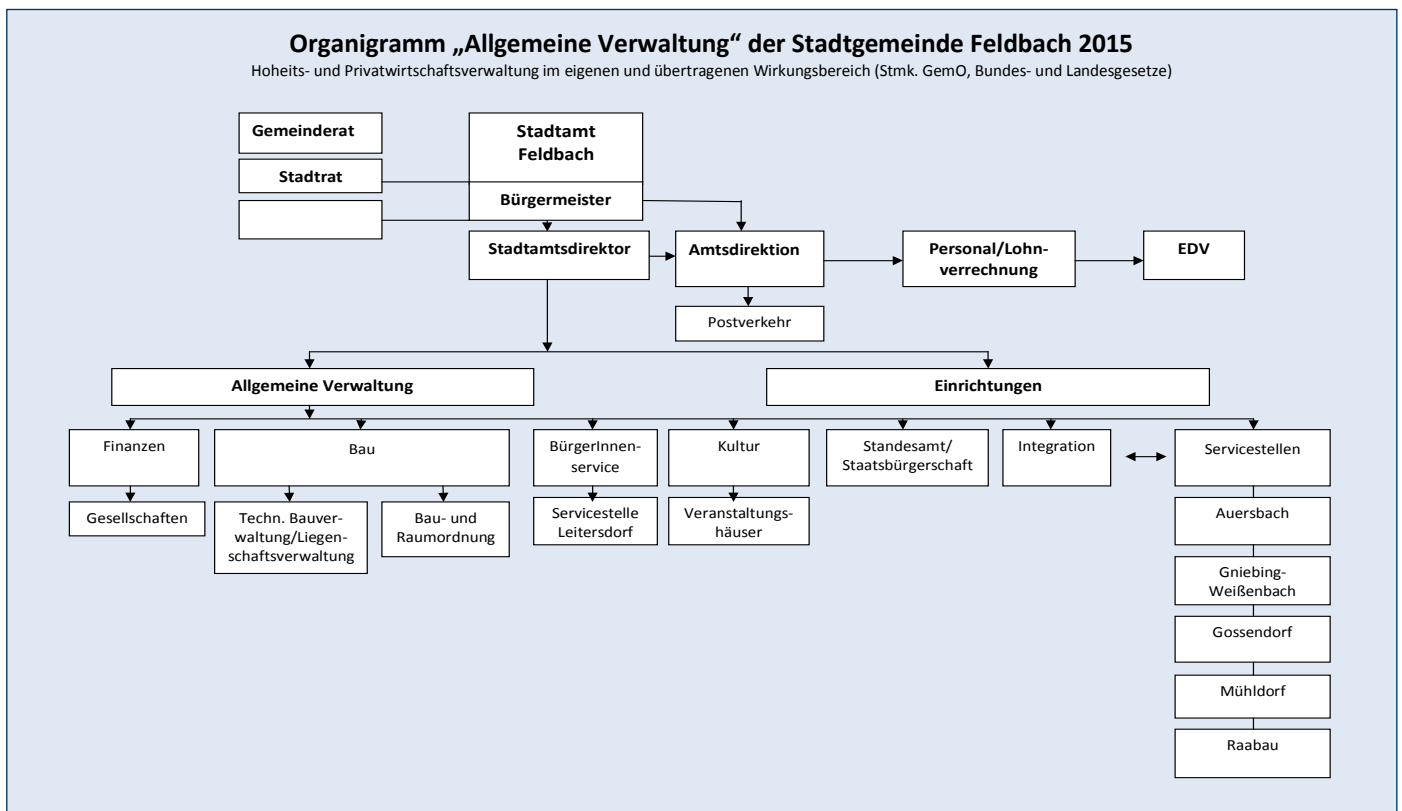 Organigramm „Allgemeine Verwaltung“ der Stadtgemeinde Feldbach 2015
Hoheits- und Privatwirtschaftsverwaltung im eigenen und übertragenen Wirkungsbereich (Stmk. GemO, Bundes- und Landesgesetze)
Gemeinderat
Stadtrat
Stadtamt
Feldbach
Bürgermeister
Stadtamtsdirektor
Amtsdirektion
Personal/Lohn-
verrechnung
EDV
Postverkehr
Allgemeine Verwaltung
Einrichtungen
Finanzen
Bau
BürgerInnen-
service
Kultur
Standesamt/
Staatsbürgerschaft
Integration
Servicestellen
Gesellschaften
Techn. Bauver-
waltung/Liegen-
schaftsverwaltung
Bau- und
Raumordnung
Servicestelle
Leitersdorf
Veranstaltungs-
häuser
Auersbach
Gniebing-
Weißenbach
Gossendorf
Mühldorf
Raabau